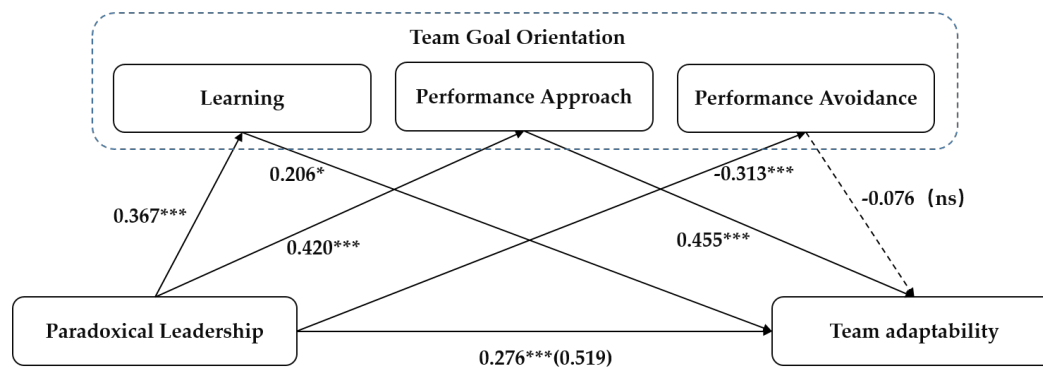 Team Goal Orientation
Learning
Performance Approach
Performance Avoidance
0.206*
-0.313***
-0.076 (ns)
0.367***
0.420***
0.455***
Paradoxical Leadership
Team adaptability
0.276***(0.519)